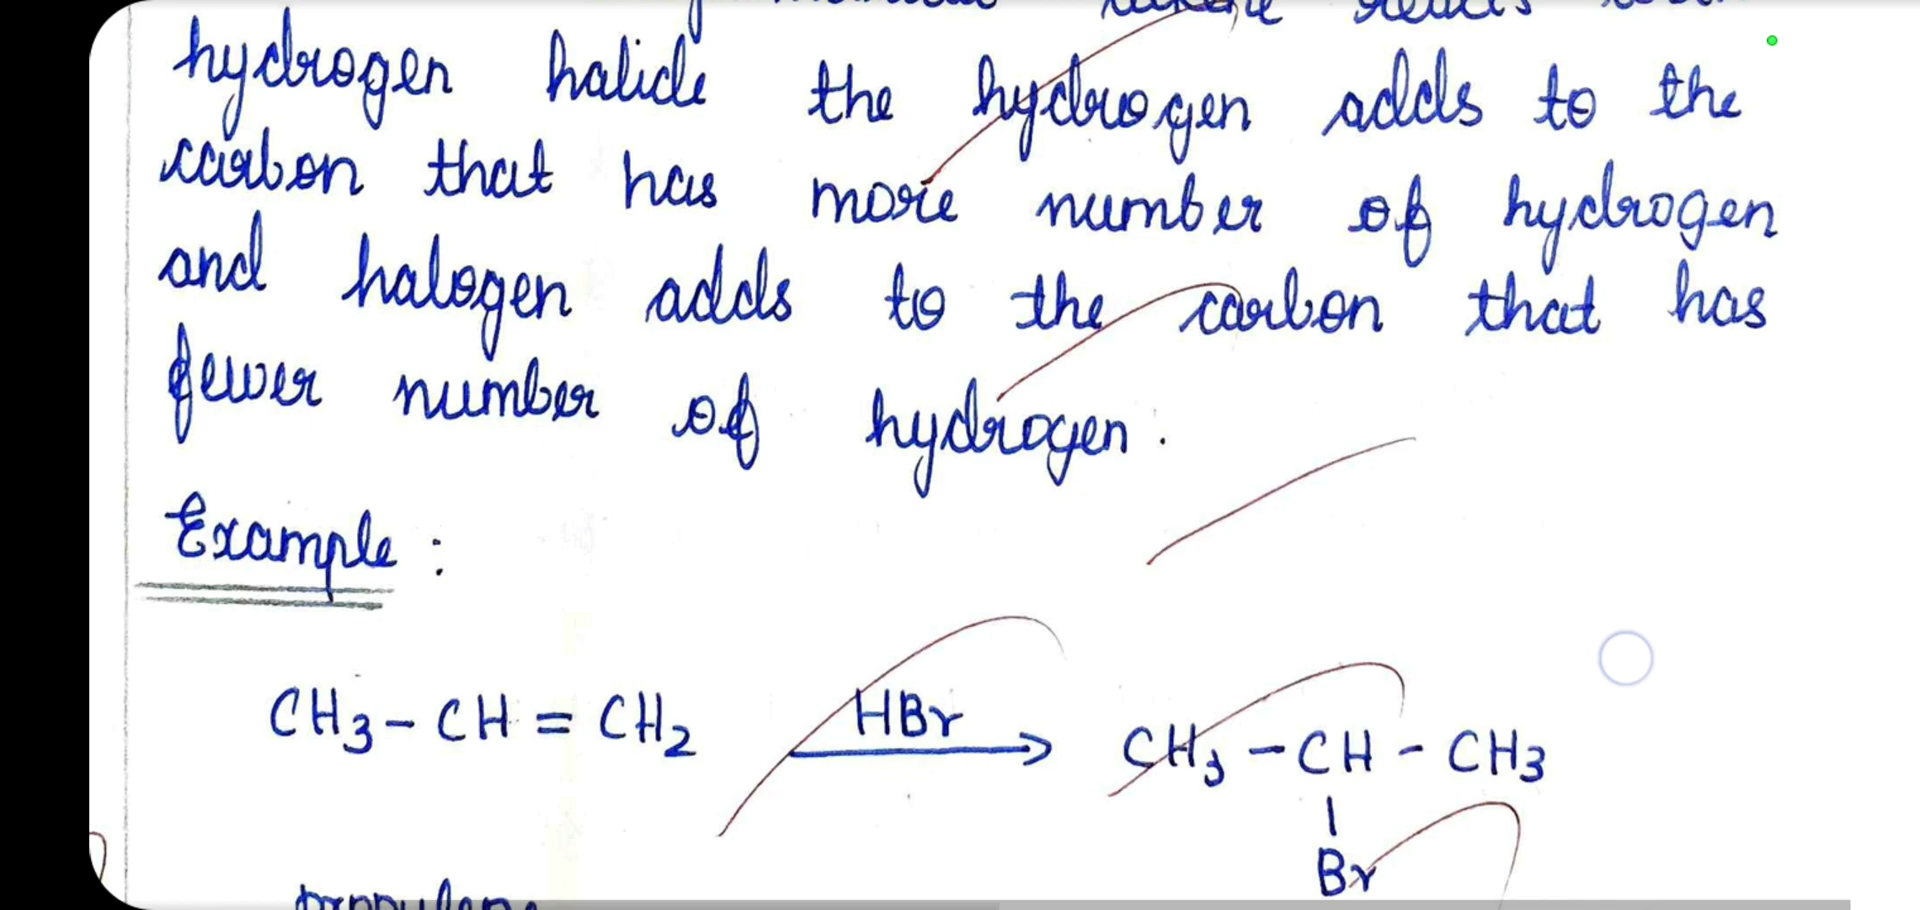 hydrogen halide the hydrogen adds to the
carbon that has more number of hydrogen
and halogen adds to the carbon that has
fewer number of hydrogen.
Example :
CH3 - CH = CH2 HBr CH3 - CH - CH3
Br